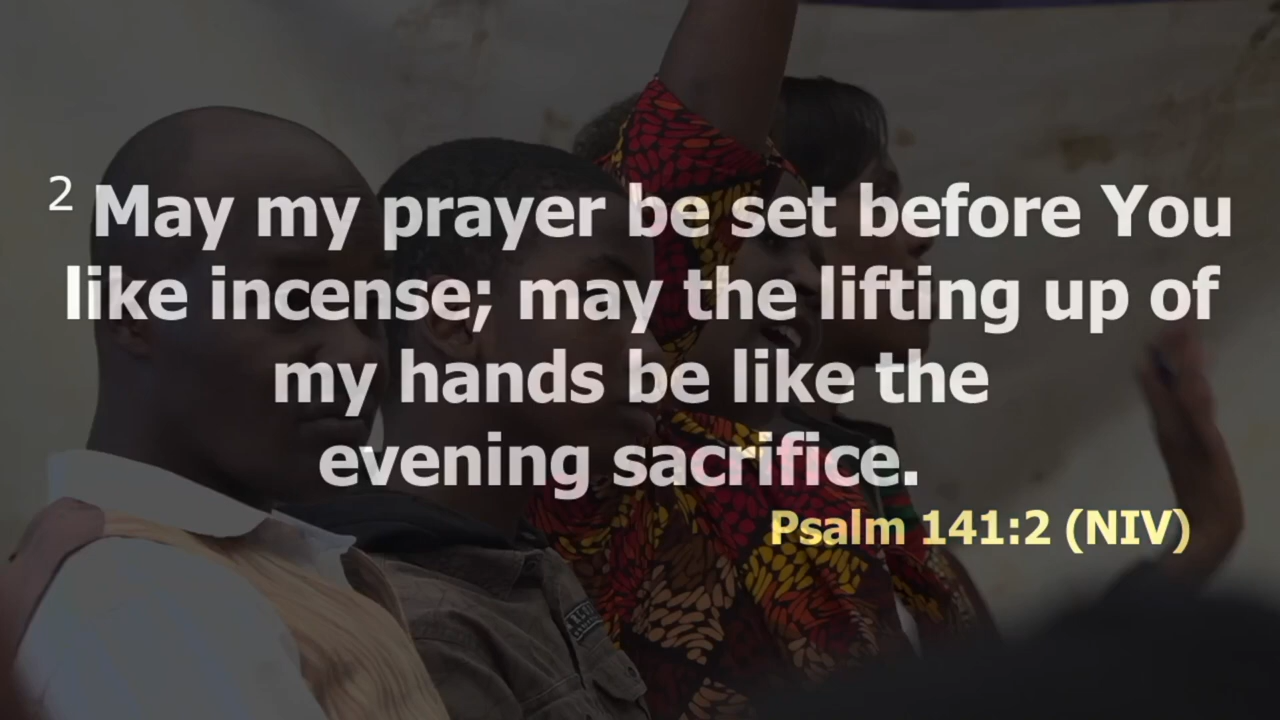 2 May my prayer be set before You
like incense; may the lifting up of
my hands be like the
evening sacrifice.
Psalm 141:2 (NIV)